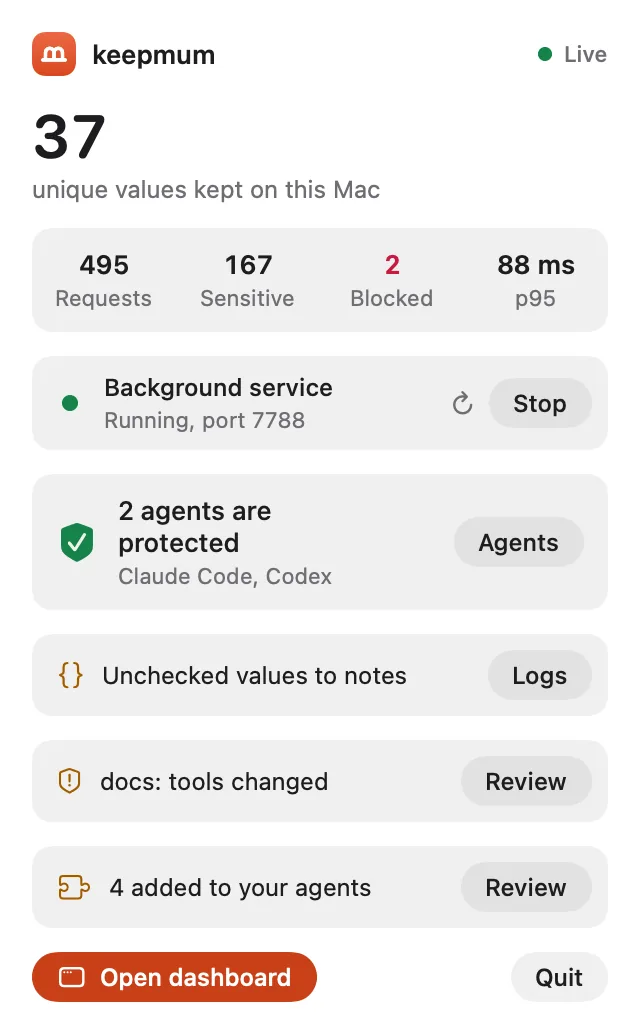 keepmum
Live
37
unique values kept on this Mac
495
Requests
167
Sensitive
2
Blocked
88 ms
p95
Background service
Running, port 7788
Stop
2 agents are
protected
Claude Code, Codex
Agents
Unchecked values to notes
Logs
docs: tools changed
Review
4 added to your agents
Review
Open dashboard
Quit